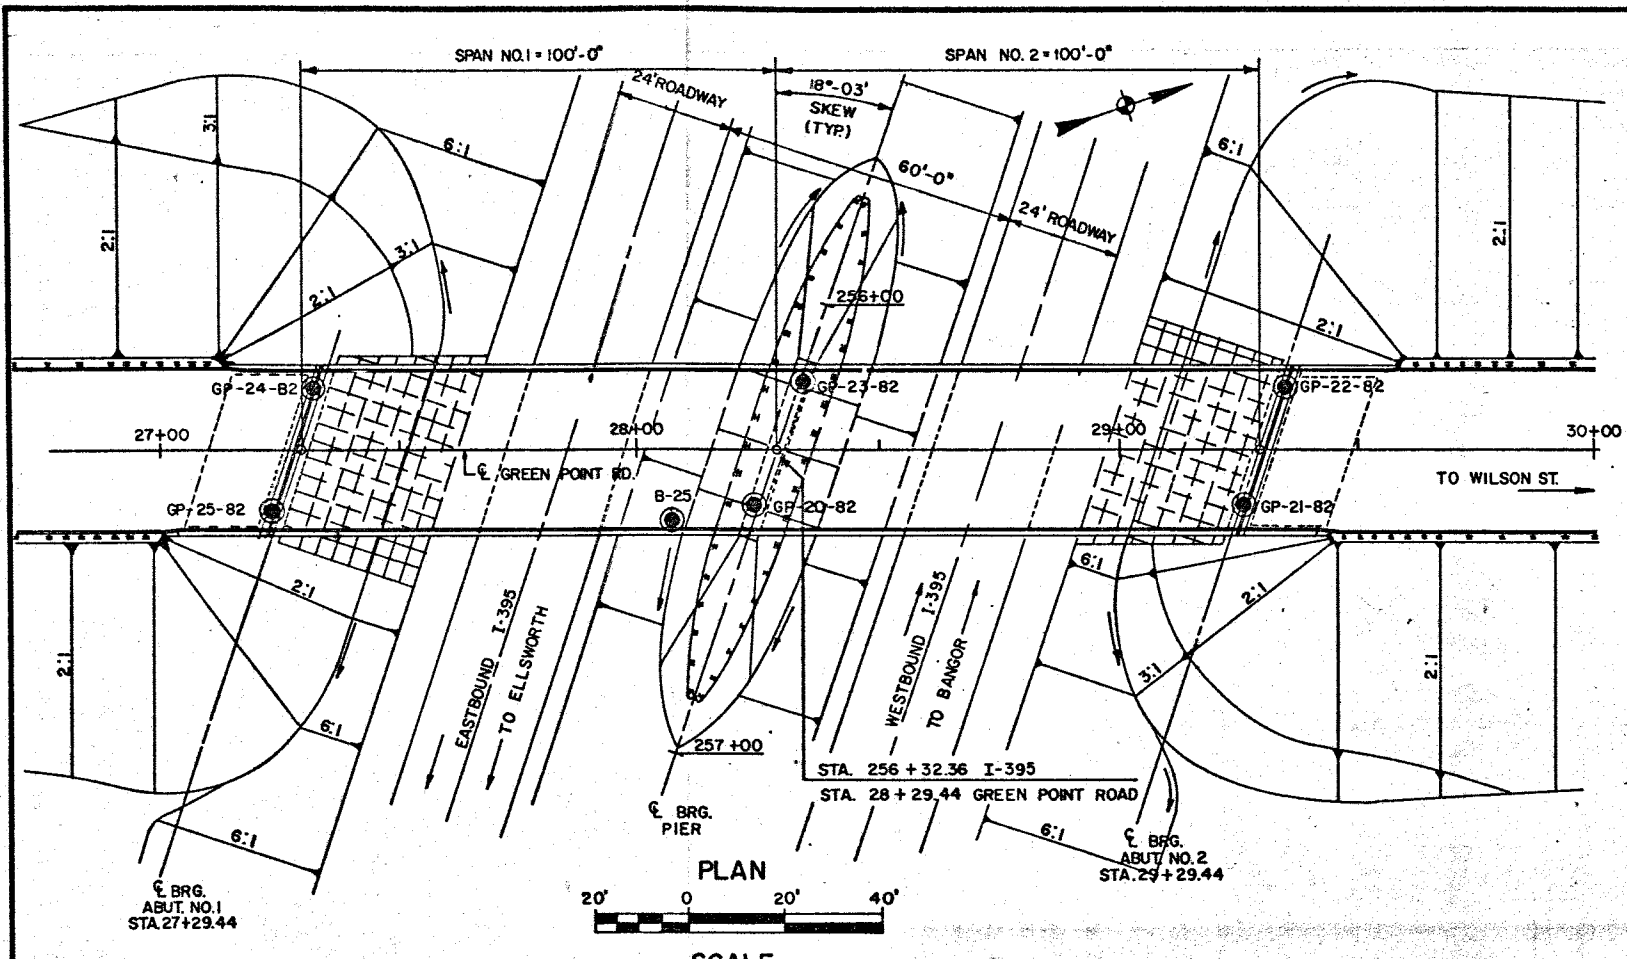 SPAN NO.1 = 100'-0"
SPAN NO. 2 = 100'-0"
24' ROADWAY
18°-03'
SKEW
(TYP.)
60'-0"
24' ROADWAY
3:1
6:1
6:1
2:1
2:1
3:1
2:1
256+00
2:1
GP-24-B2
GP-23-82
GP-22-82
27+00
28+00
29+00
30+00
℄ GREEN POINT RD.
TO WILSON ST.
GP-25-82
B-25
GP-20-82
GP-21-82
2:1
2:1
6:1
2:1
3:1
2:1
EASTBOUND I-395
TO ELLSWORTH
WESTBOUND I-395
TO BANGOR
6:1
257+00
STA. 256 + 32.36 I-395
STA. 28 + 29.44 GREEN POINT ROAD
℄ BRG.
PIER
6:1
6:1
℄ BRG.
ABUT. NO. 2
STA. 29 + 29.44
℄ BRG.
ABUT. NO.1
STA. 27+29.44
PLAN
20' 0 20' 40'
SCALE